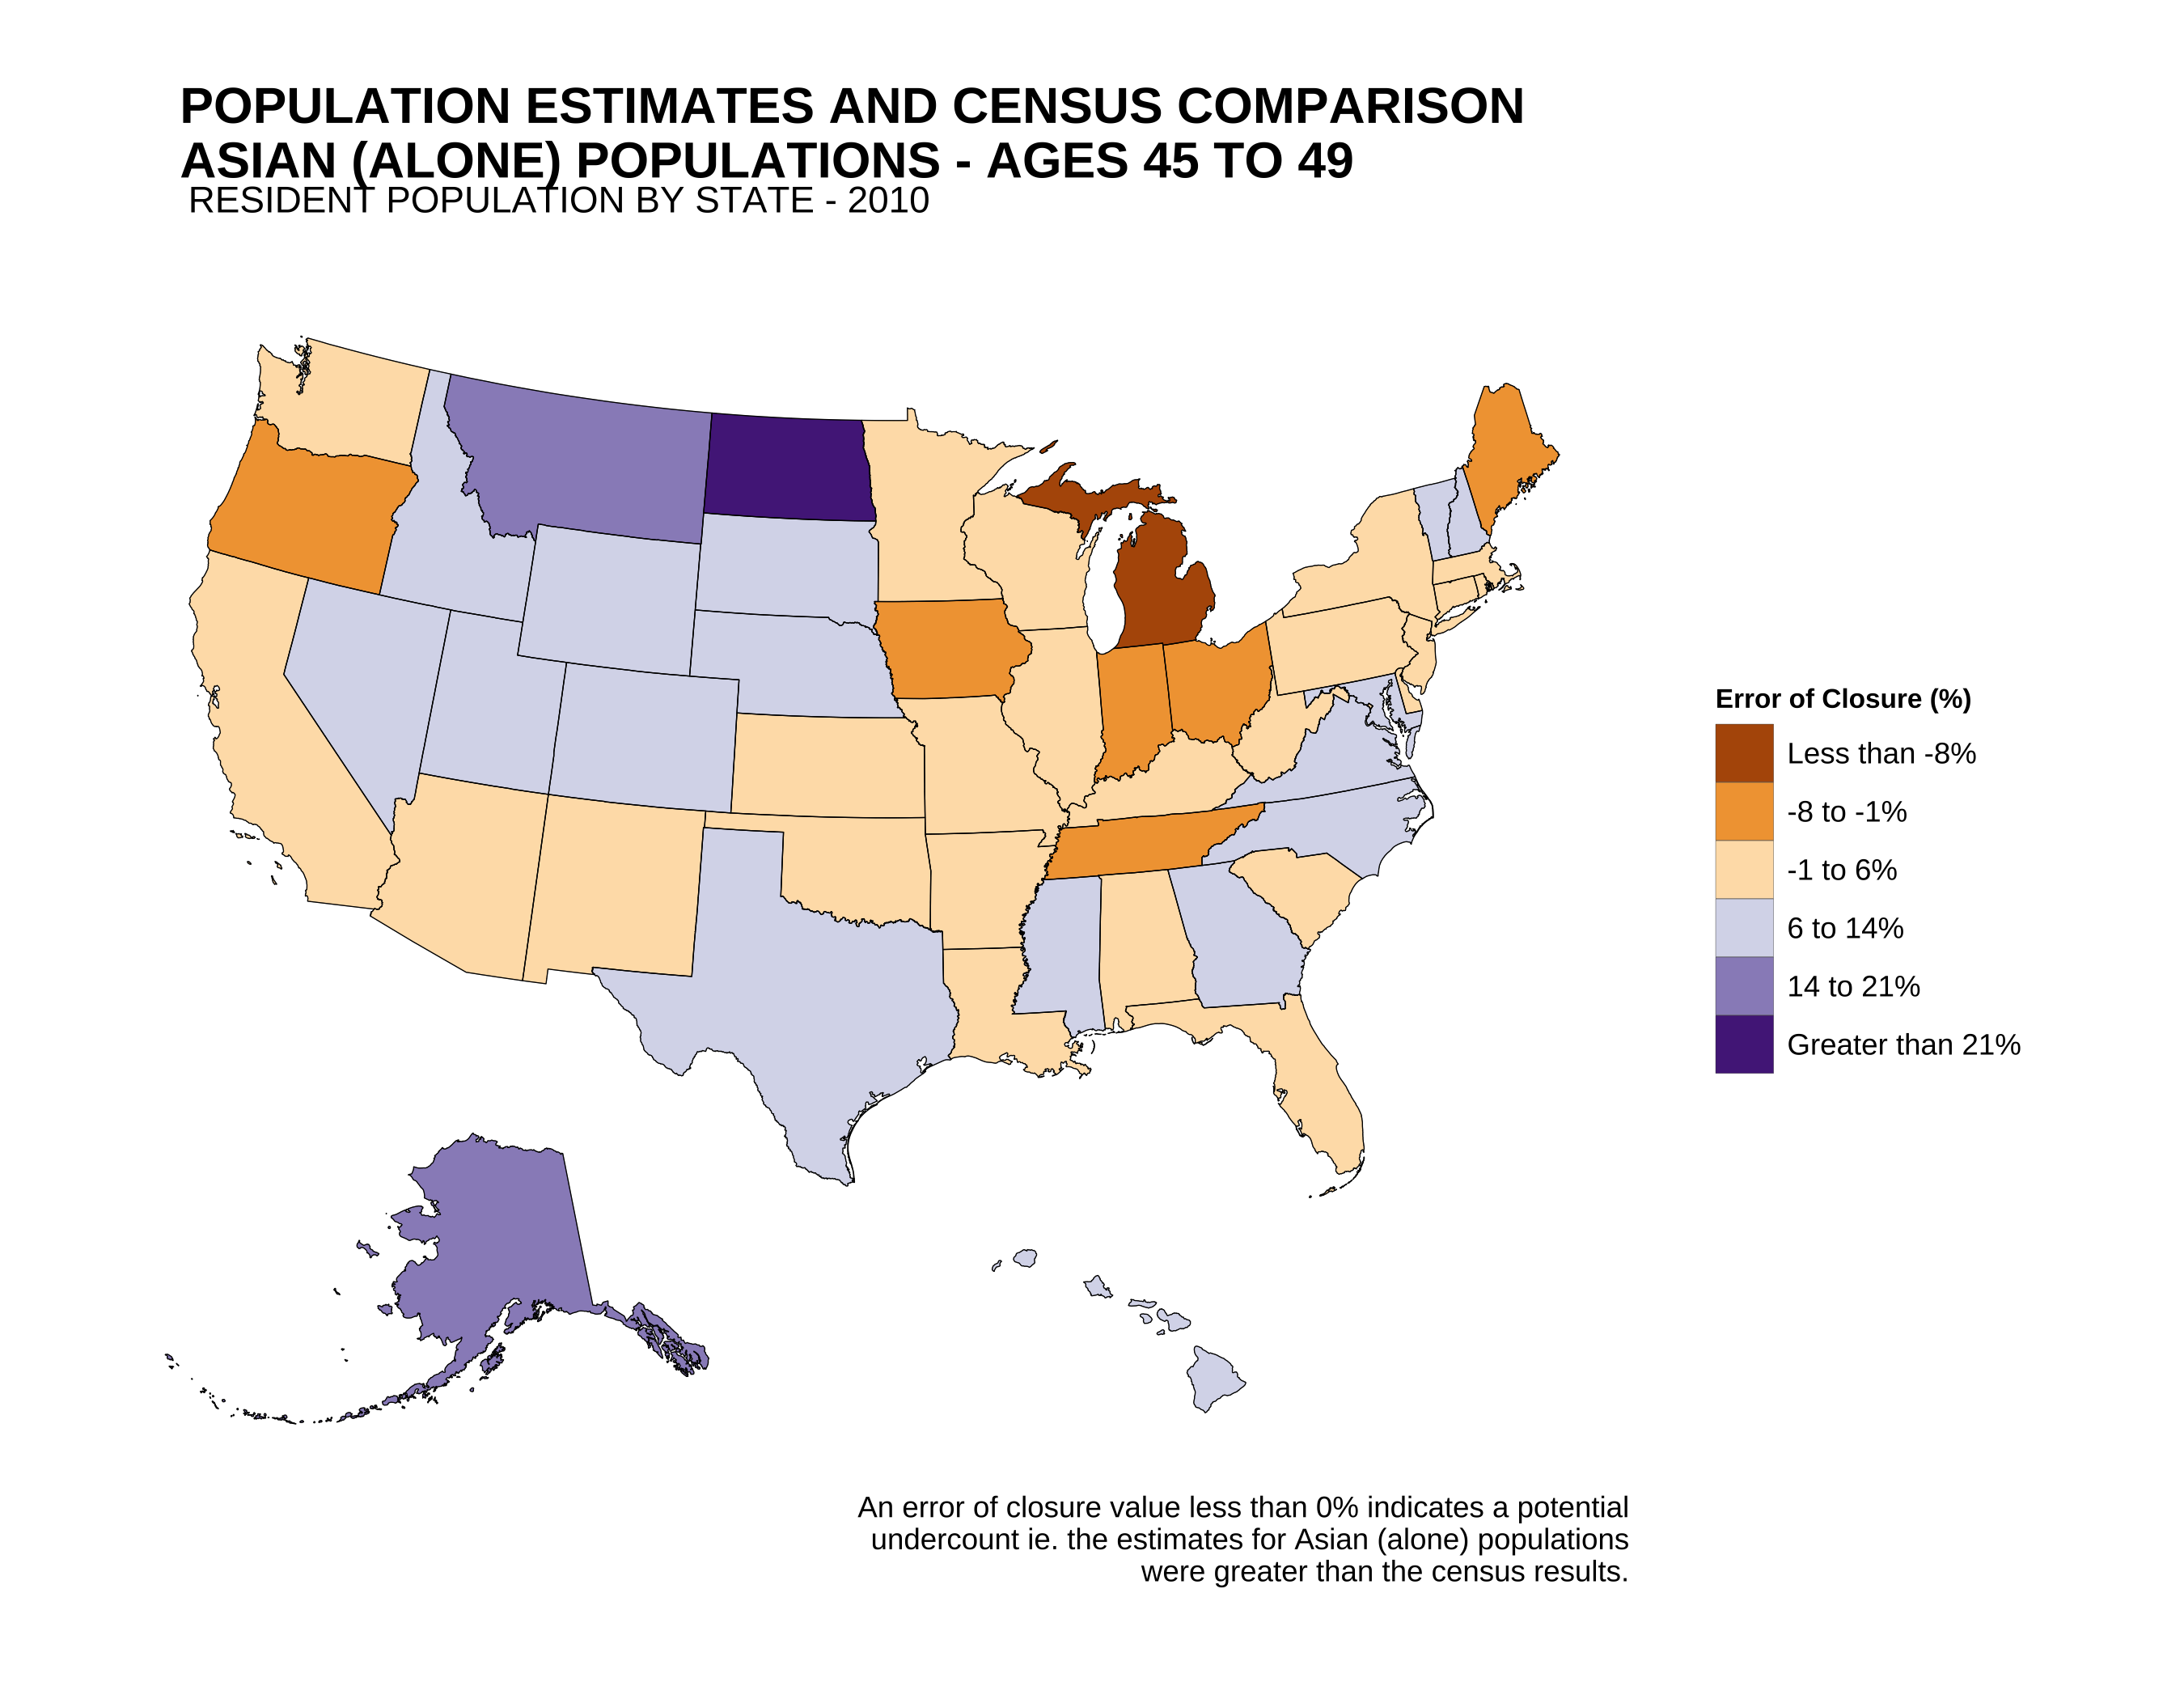 POPULATION ESTIMATES AND CENSUS COMPARISON
ASIAN (ALONE) POPULATIONS - AGES 45 TO 49
RESIDENT POPULATION BY STATE - 2010
Error of Closure (%)
Less than -8%
-8 to -1%
-1 to 6%
6 to 14%
14 to 21%
Greater than 21%
An error of closure value less than 0% indicates a potential
undercount ie. the estimates for Asian (alone) populations
were greater than the census results.